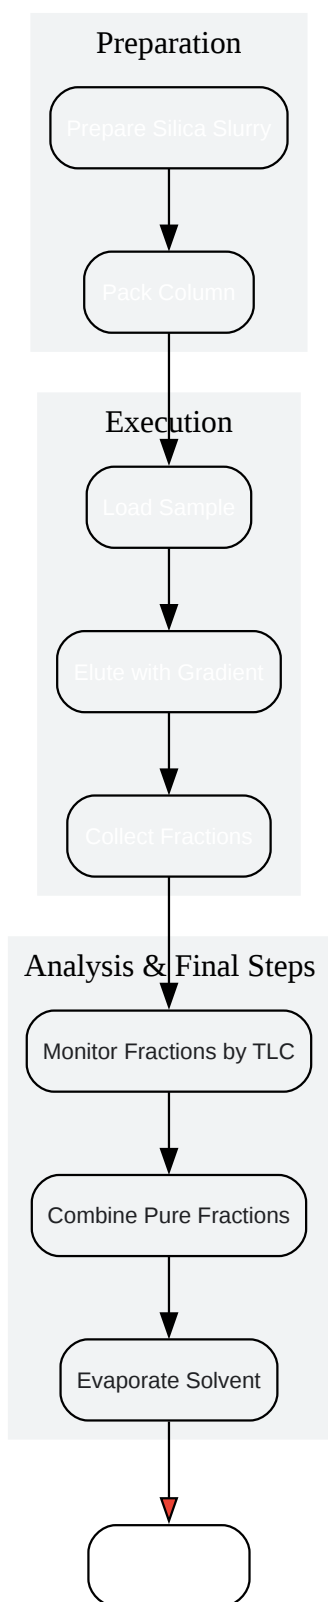 Preparation
Prepare Silica Slurry
Pack Column
Execution
Load Sample
Elute with Gradient
Collect Fractions
Analysis & Final Steps
Monitor Fractions by TLC
Combine Pure Fractions
Evaporate Solvent